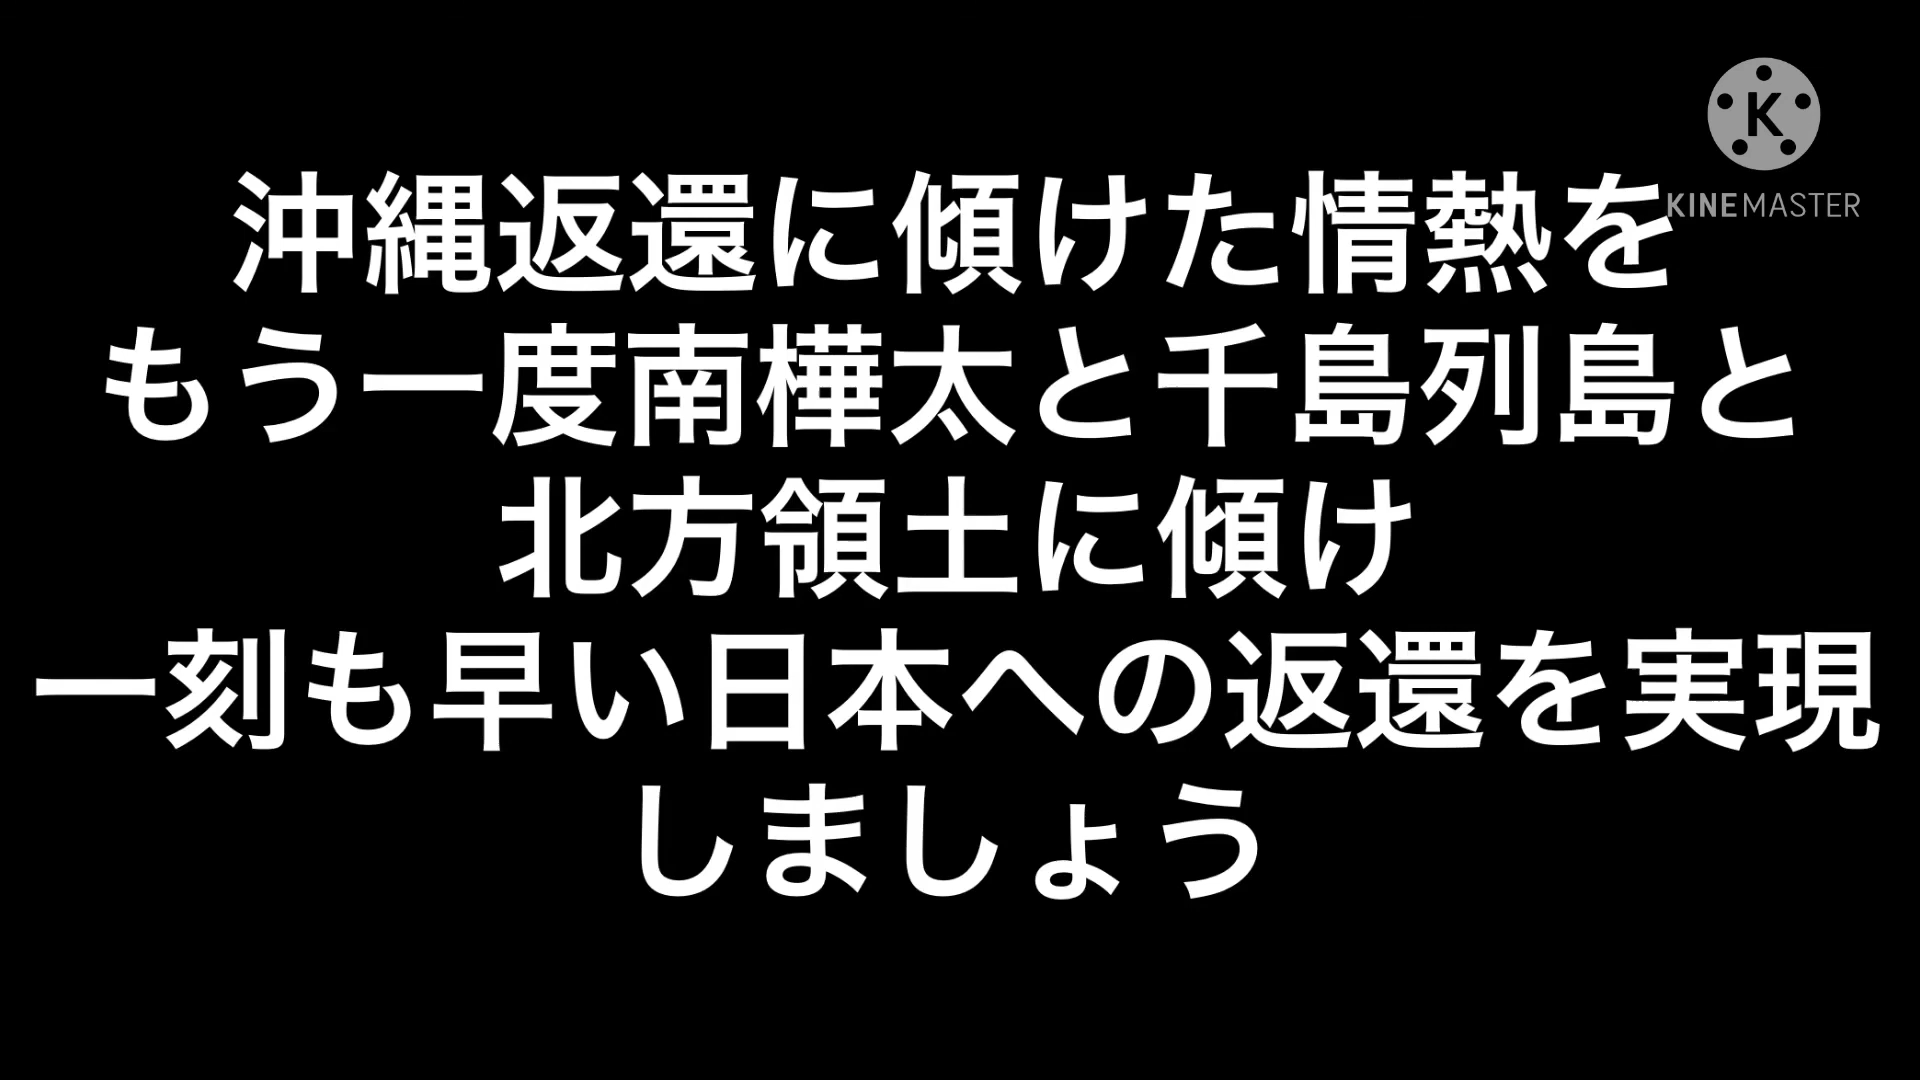 K
KINEMASTER
沖縄返還に傾けた情熱を
もう一度南樺太と千島列島と
北方領土に傾け
一刻も早い日本への返還を実現
しましょう